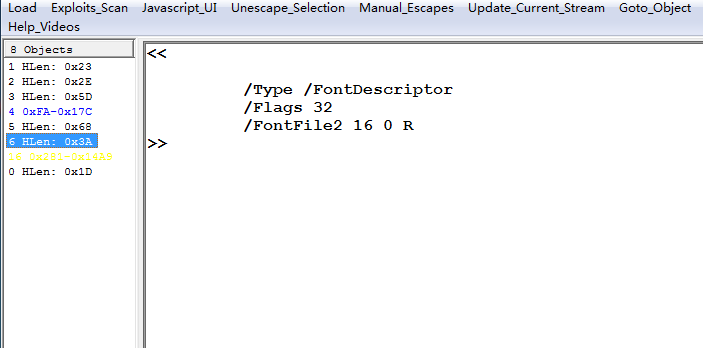 Load Exploits_Scan Javascript_UI Unescape_Selection Manual_Escapes Update_Current_Stream Goto_Object
Help_Videos
8 Objects
1 HLen: 0x23
2 HLen: 0x2E
3 HLen: 0x5D
4 0xFA-0x17C
5 HLen: 0x68
6 HLen: 0x3A
16 0x291-0x14A9
0 HLen: 0x1D
<<
/Type /FontDescriptor
/Flags 32
/FontFile2 16 0 R
>>